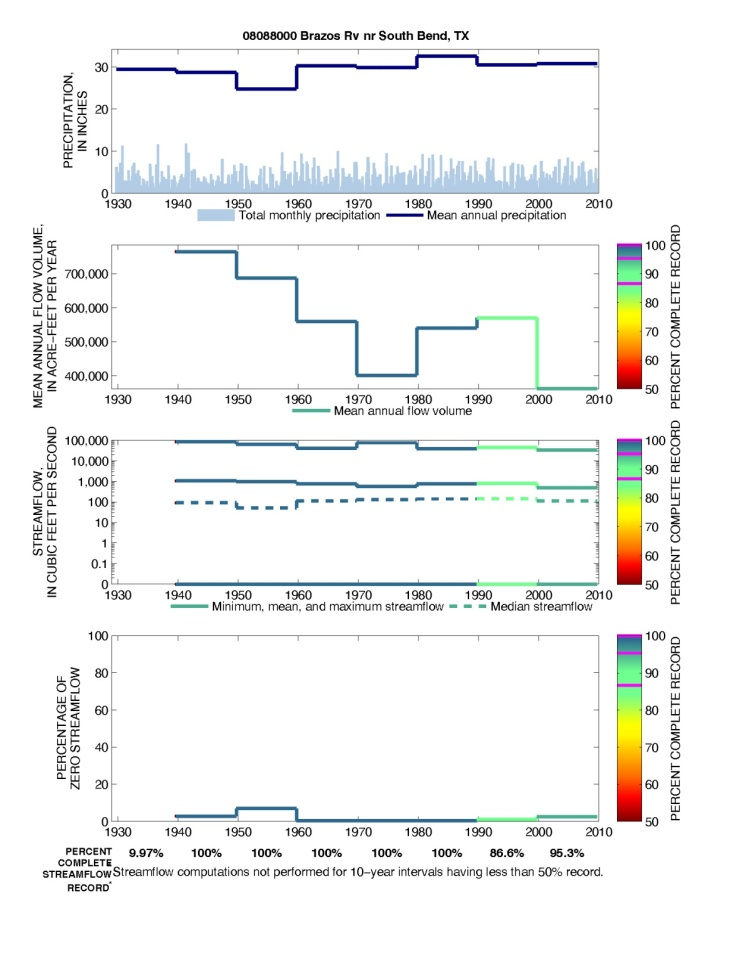 08088000 Brazos Rv nr South Bend, TX
PRECIPITATION,
IN INCHES
30
20
10
0
1930 1940 1950 1960 1970 1980 1990 2000 2010
Total monthly precipitation Mean annual precipitation
MEAN ANNUAL FLOW VOLUME,
IN ACRE-FEET PER YEAR
700,000
600,000
500,000
400,000
1930 1940 1950 1960 1970 1980 1990 2000 2010
Mean annual flow volume
100
90
80
70
60
50
PERCENT COMPLETE RECORD
STREAMFLOW,
IN CUBIC FEET PER SECOND
100,000
10,000
1,000
100
10
1
0.1
0
1930 1940 1950 1960 1970 1980 1990 2000 2010
Minimum, mean, and maximum streamflow Median streamflow
100
90
80
70
60
50
PERCENT COMPLETE RECORD
PERCENTAGE OF
ZERO STREAMFLOW
100
80
60
40
20
0
1930 1940 1950 1960 1970 1980 1990 2000 2010
100
90
80
70
60
50
PERCENT COMPLETE RECORD
PERCENT
COMPLETE
STREAMFLOW
RECORD*
9.97% 100% 100% 100% 100% 100% 86.6% 95.3%
*Streamflow computations not performed for 10-year intervals having less than 50% record.